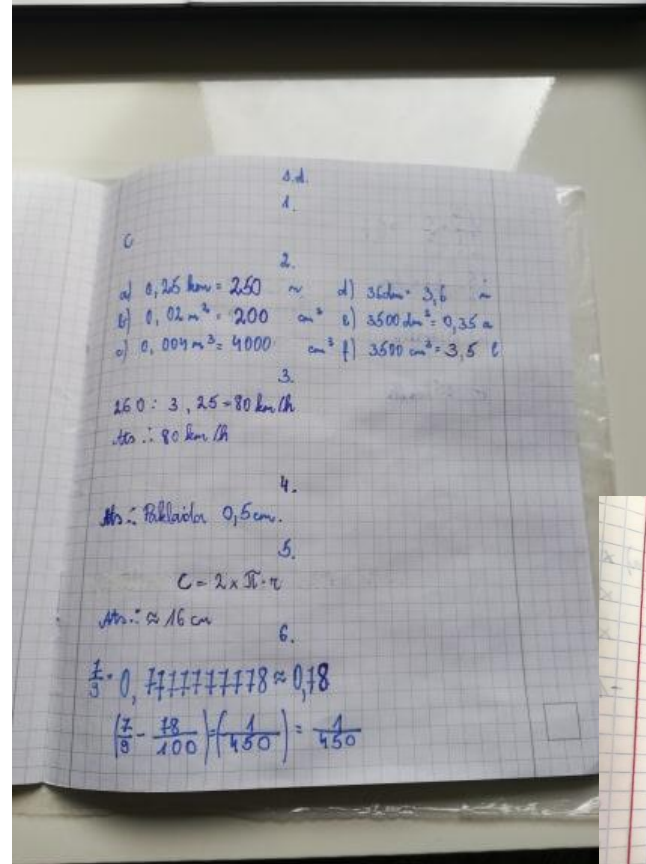 s.d.
1.
C
2.
a) 0,25 km = 250 m d) 36dm = 3,6 m
b) 0,02 m² = 200 cm² e) 3500 dm² = 0,35 a
c) 0,004 m³ = 4000 cm³ f) 3500 cm³ = 3,5 l
3.
260 : 3,25 = 80 km/h
Ats.: 80 km/h
4.
Ats.: Paklaida 0,5 cm.
5.
C = 2 × π · r
Ats.: ≈ 16 cm
6.
7/9 = 0,7777777778 ≈ 0,78
|7/9 - 78/100| = |1/450| = 1/450